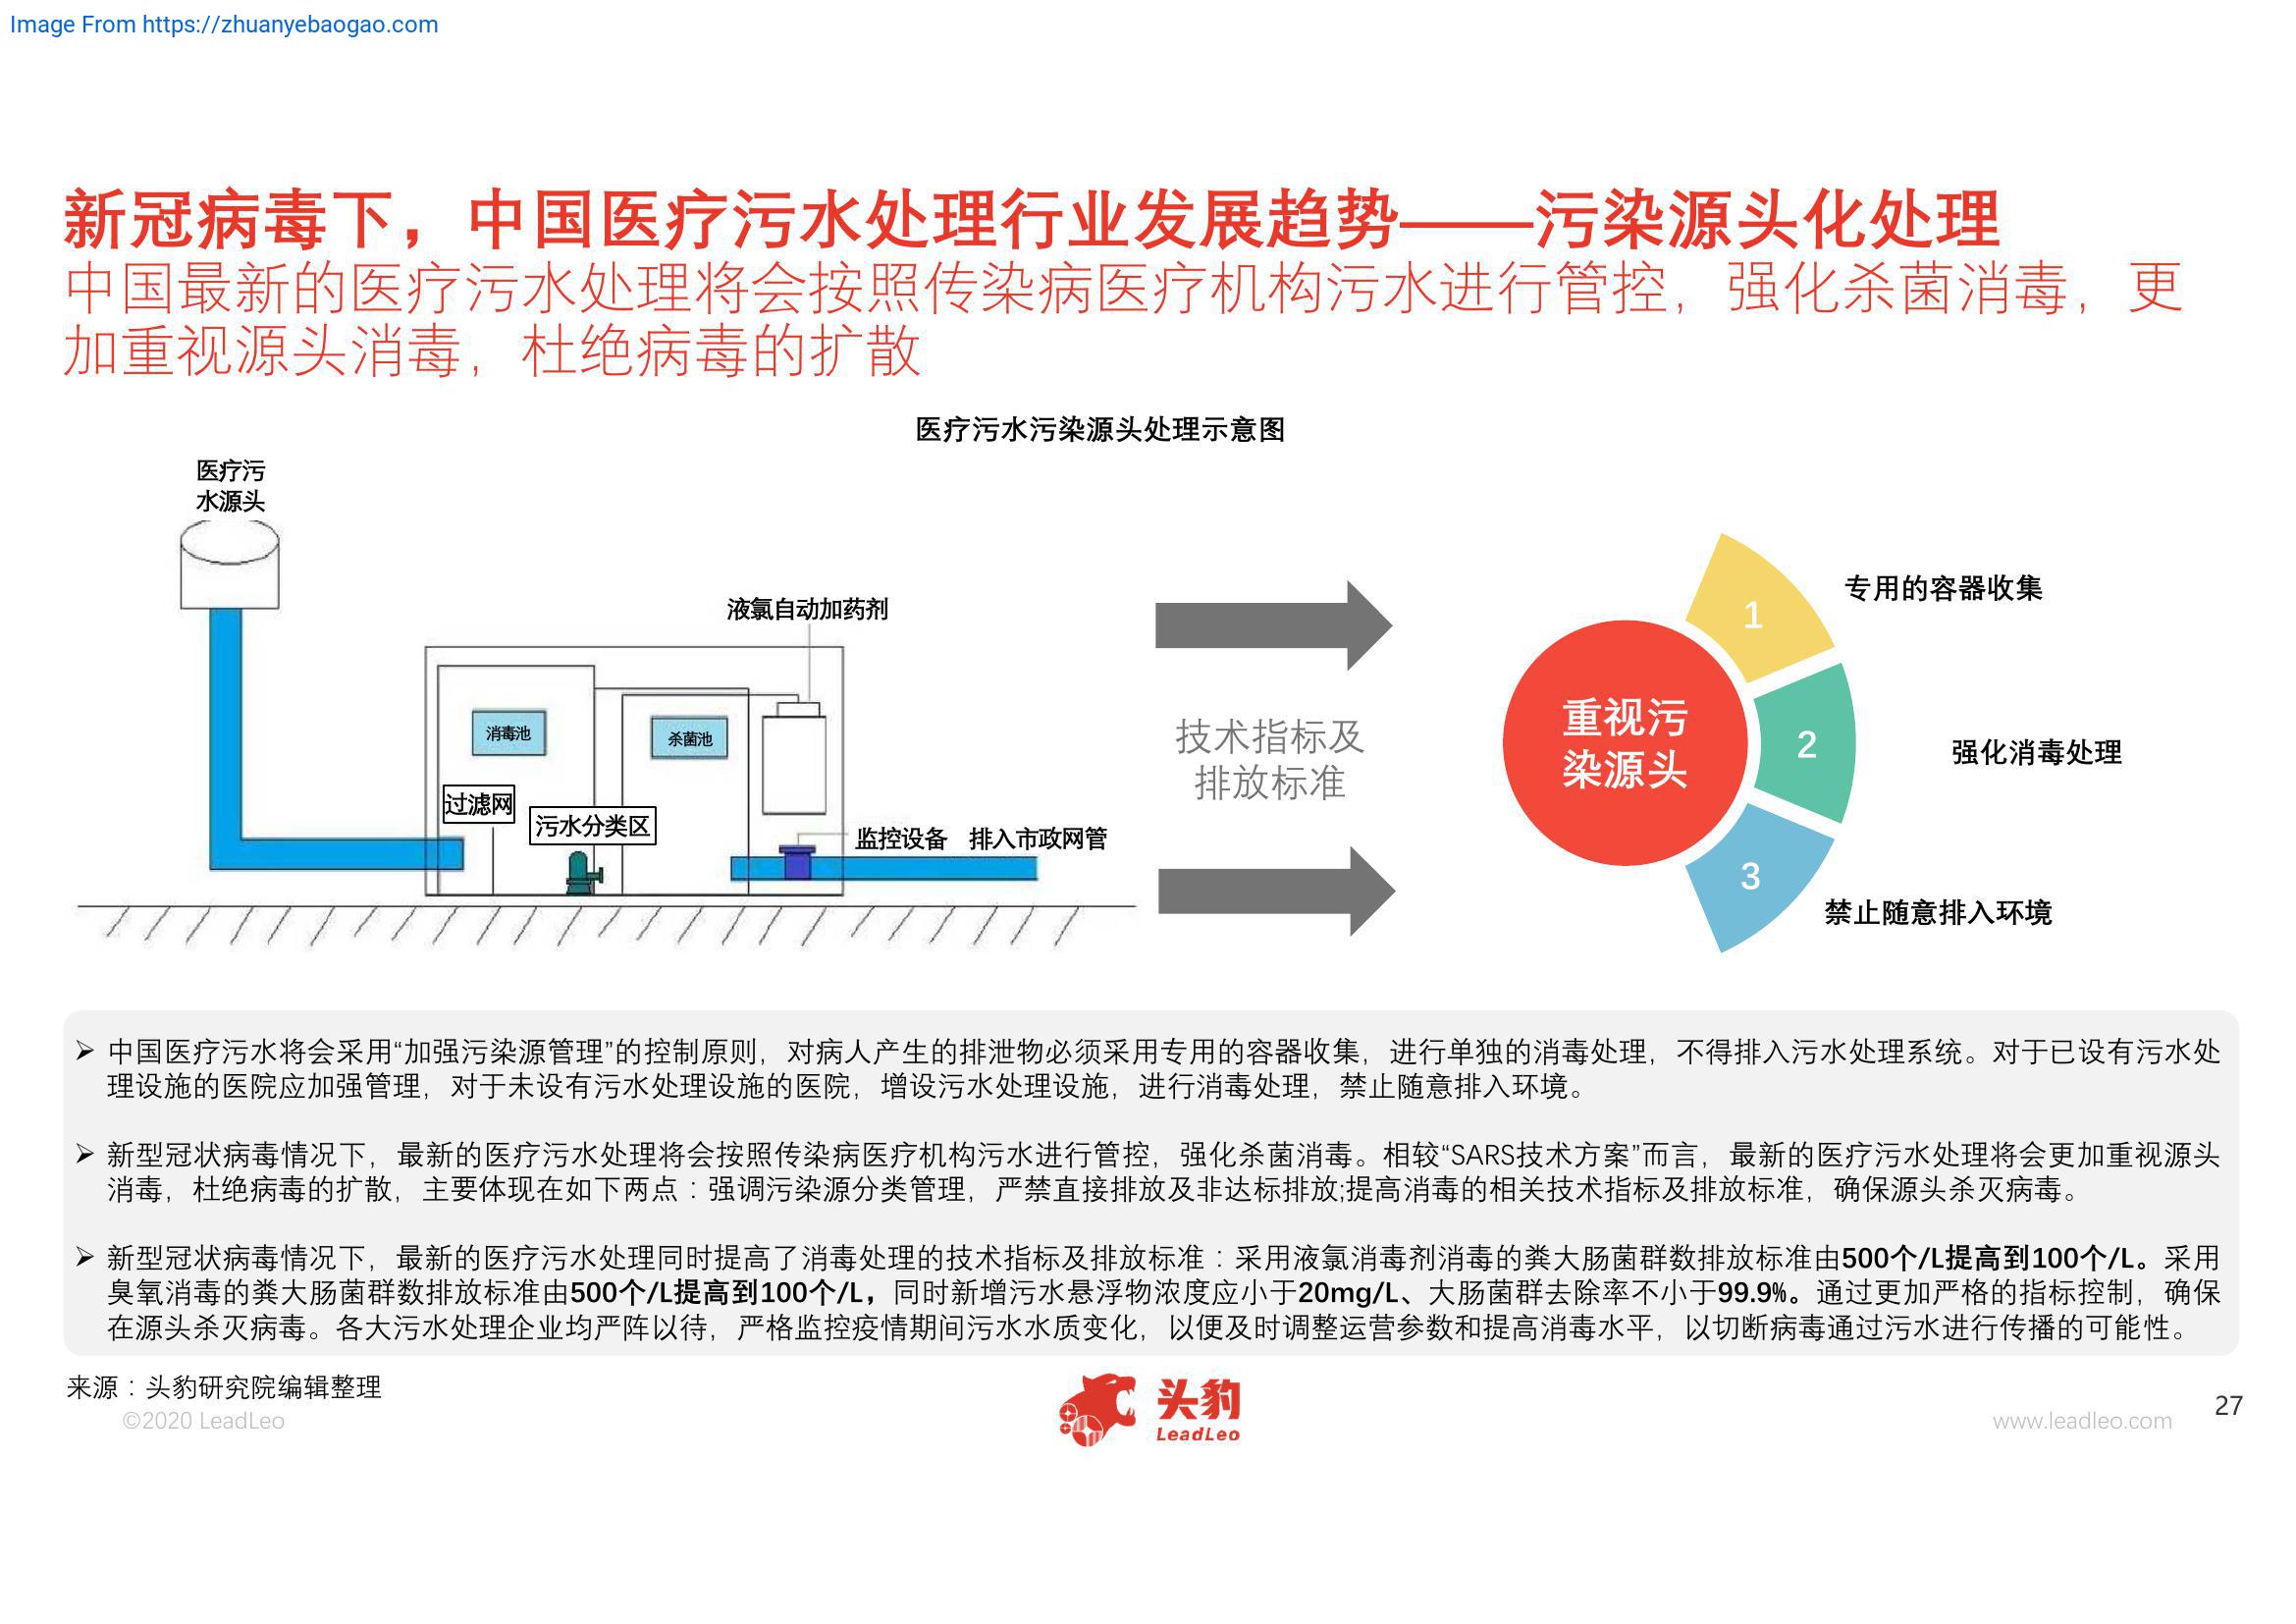 Image From https://zhuanyebaogao.com
新冠病毒下，中国医疗污水处理行业发展趋势——污染源头化处理
中国最新的医疗污水处理将会按照传染病医疗机构污水进行管控，强化杀菌消毒，更
加重视源头消毒，杜绝病毒的扩散
医疗污水污染源头处理示意图
医疗污
水源头
液氯自动加药剂
消毒池
杀菌池
过滤网
污水分类区
监控设备
排入市政网管
技术指标及
排放标准
重视污
染源头
1
专用的容器收集
2
强化消毒处理
3
禁止随意排入环境
➢ 中国医疗污水将会采用“加强污染源管理”的控制原则，对病人产生的排泄物必须采用专用的容器收集，进行单独的消毒处理，不得排入污水处理系统。对于已设有污水处
理设施的医院应加强管理，对于未设有污水处理设施的医院，增设污水处理设施，进行消毒处理，禁止随意排入环境。
➢ 新型冠状病毒情况下，最新的医疗污水处理将会按照传染病医疗机构污水进行管控，强化杀菌消毒。相较“SARS技术方案”而言，最新的医疗污水处理将会更加重视源头
消毒，杜绝病毒的扩散，主要体现在如下两点：强调污染源分类管理，严禁直接排放及非达标排放;提高消毒的相关技术指标及排放标准，确保源头杀灭病毒。
➢ 新型冠状病毒情况下，最新的医疗污水处理同时提高了消毒处理的技术指标及排放标准：采用液氯消毒剂消毒的粪大肠菌群数排放标准由500个/L提高到100个/L。采用
臭氧消毒的粪大肠菌群数排放标准由500个/L提高到100个/L，同时新增污水悬浮物浓度应小于20mg/L、大肠菌群去除率不小于99.9%。通过更加严格的指标控制，确保
在源头杀灭病毒。各大污水处理企业均严阵以待，严格监控疫情期间污水水质变化，以便及时调整运营参数和提高消毒水平，以切断病毒通过污水进行传播的可能性。
来源：头豹研究院编辑整理
©2020 LeadLeo
头豹
LeadLeo
www.leadleo.com
27